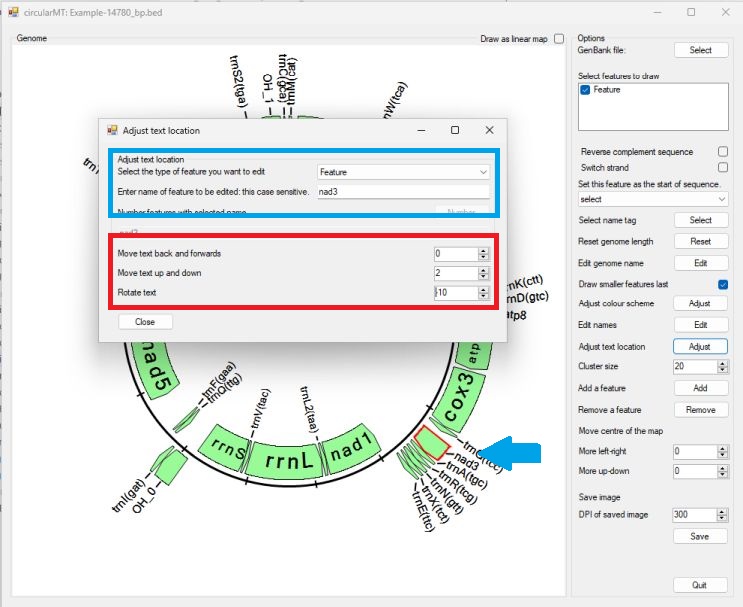 circularMT: Example-14780_bp.bed
Genome
Draw as linear map
trnS2(tga)
OH_1
trnC(gca)
trnM(cat)
nW(tca)
Adjust text location
Adjust text location
Select the type of feature you want to edit
Feature
Enter name of feature to be edited: this case sensitive.
nad3
Number features with selected name
Number
nad3
Move text back and forwards
0
Move text up and down
2
Rotate text
-10
Close
rnK(ctt)
rnD(gtc)
atp8
atp
cox3
nad3
trnA(tgc)
trnR(tcg)
trnN(gtt)
trnX(tct)
trnE(ttc)
nad1
trnL2(taa)
rrnL
trnV(tac)
rrnS
OH_0
trnI(gat)
trnF(gaa)
trnQ(ttg)
nad5
Options
GenBank file:
Select
Select features to draw
Feature
Reverse complement sequence
Switch strand
Set this feature as the start of sequence.
select
Select name tag
Select
Reset genome length
Reset
Edit genome name
Edit
Draw smaller features last
Adjust colour scheme
Adjust
Edit names
Edit
Adjust text location
Adjust
Cluster size
20
Add a feature
Add
Remove a feature
Remove
Move centre of the map
More left-right
0
More up-down
0
Save image
DPI of saved image
300
Save
Quit